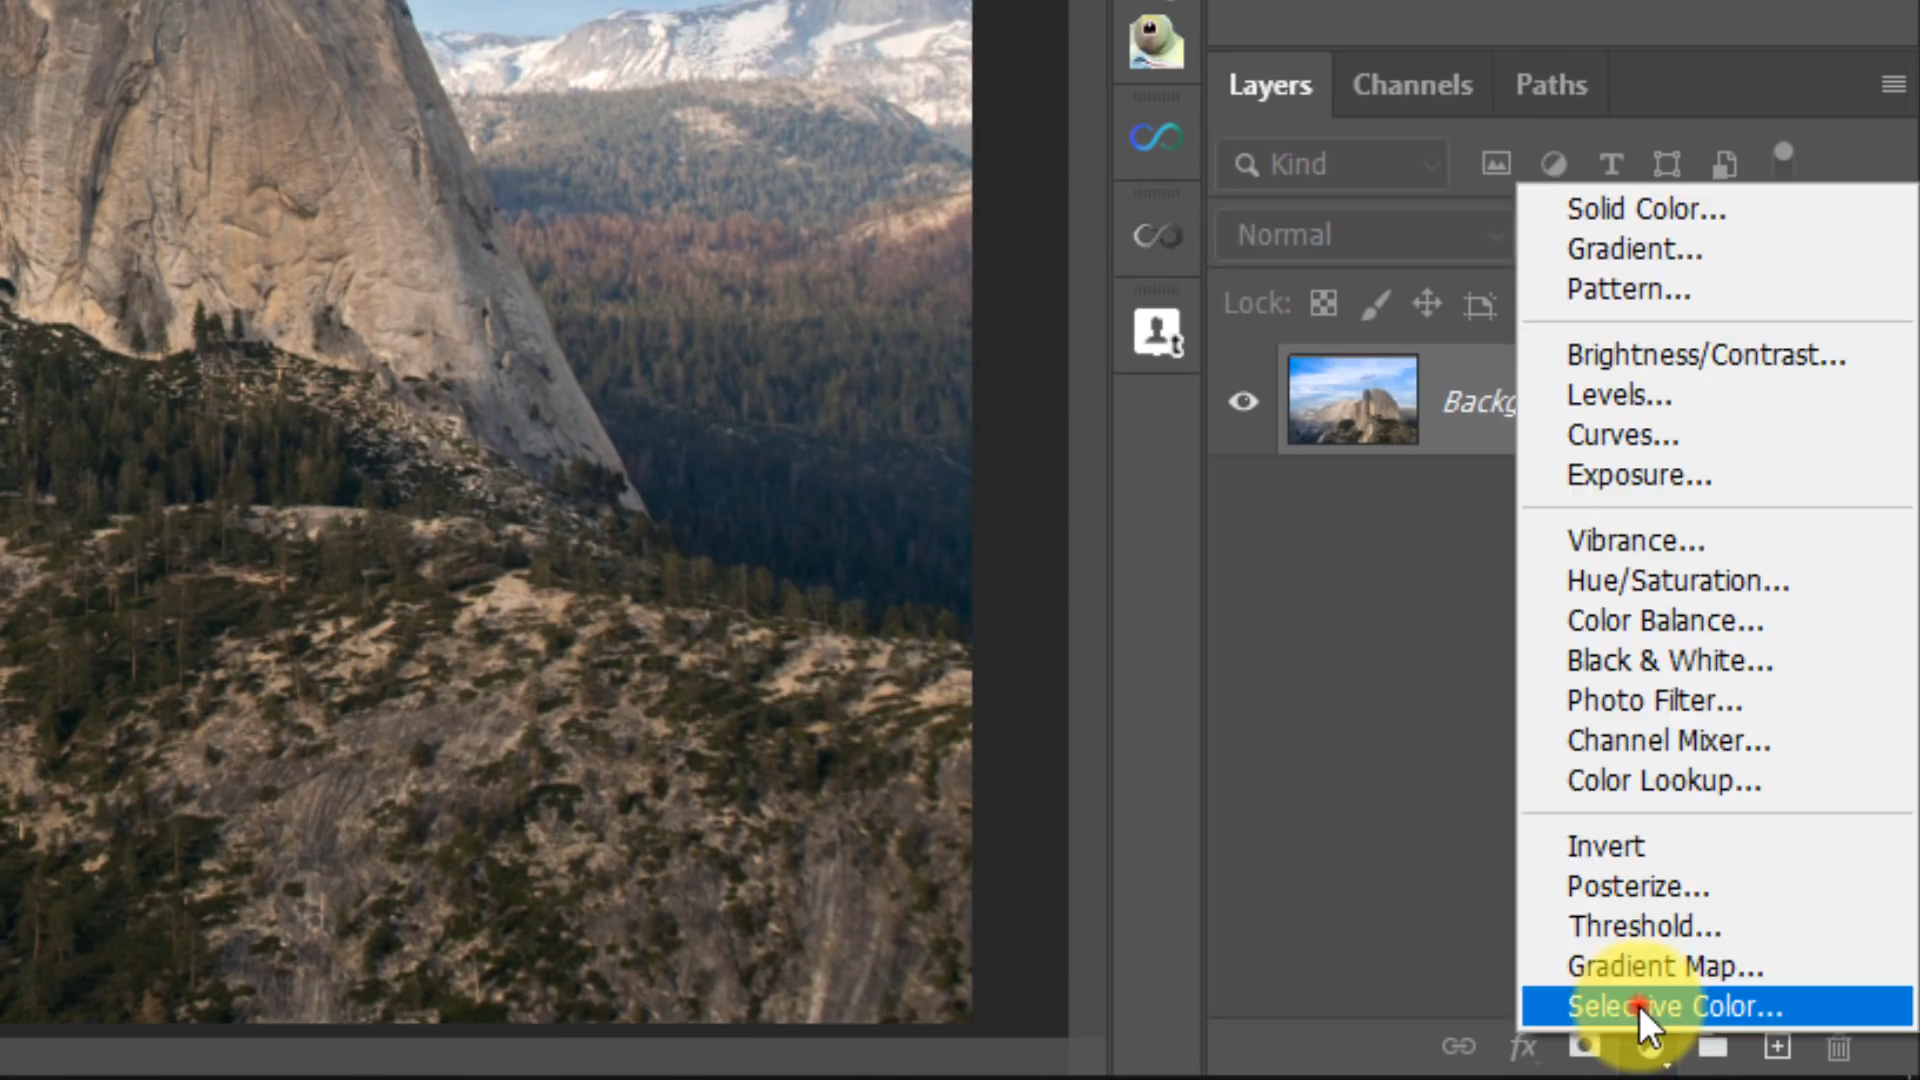 Layers Channels Paths
Kind
Normal
Lock:
Backg
Solid Color...
Gradient...
Pattern...
Brightness/Contrast...
Levels...
Curves...
Exposure...
Vibrance...
Hue/Saturation...
Color Balance...
Black & White...
Photo Filter...
Channel Mixer...
Color Lookup...
Invert
Posterize...
Threshold...
Gradient Map...
Selective Color...
fx